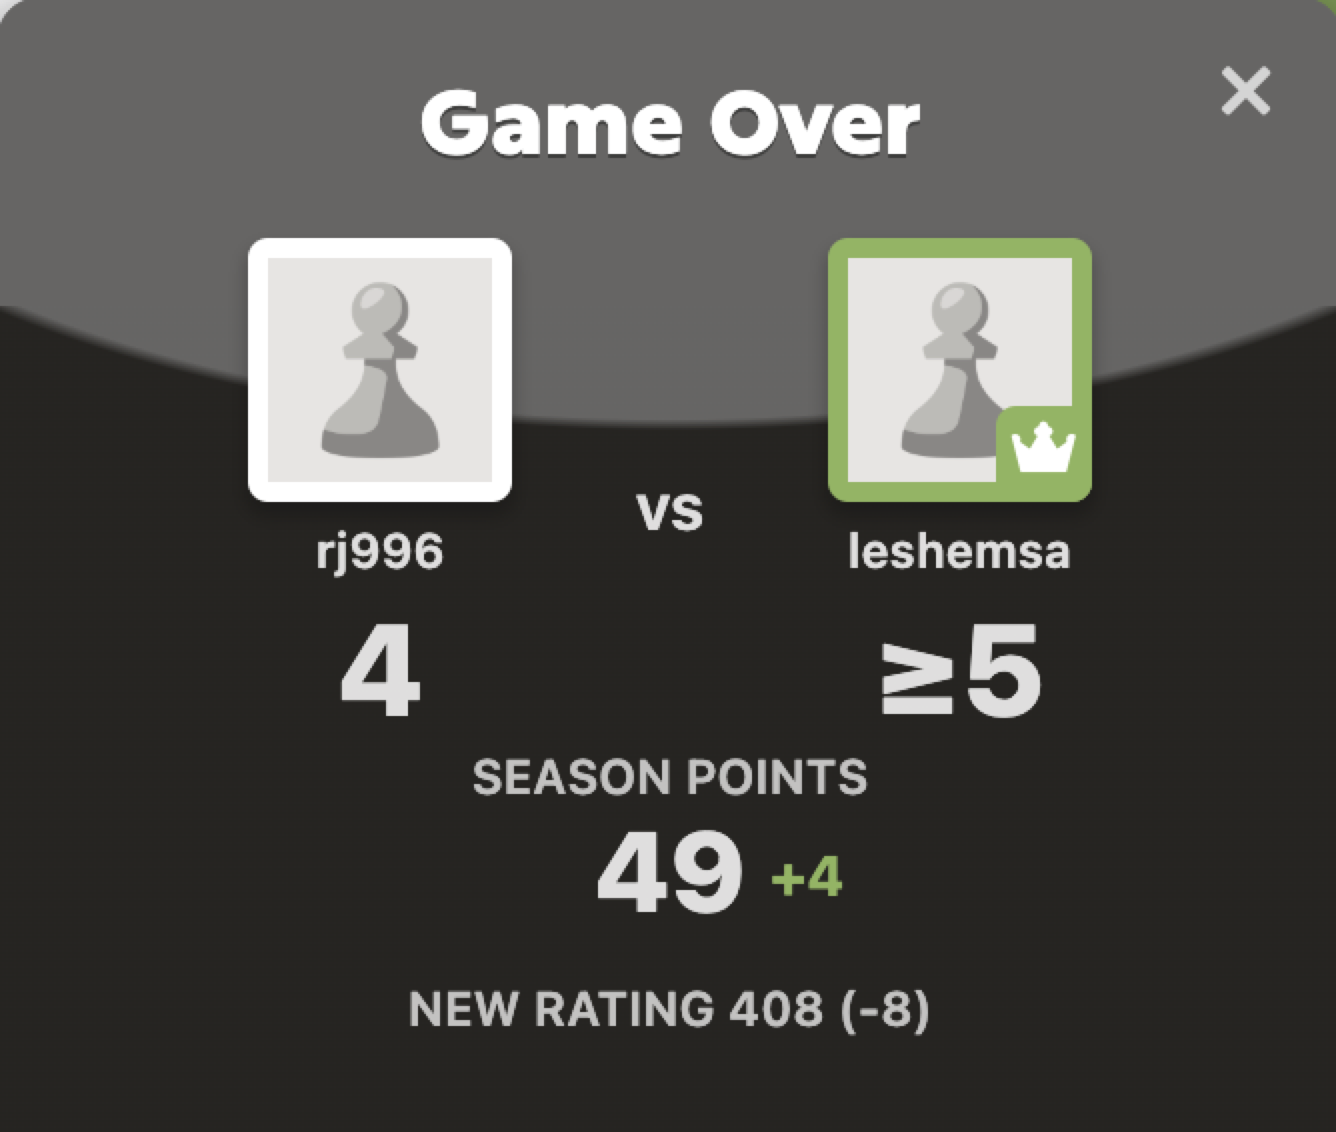 Game Over
vs
rj996
leshemsa
4
≥5
SEASON POINTS
49 +4
NEW RATING 408 (-8)